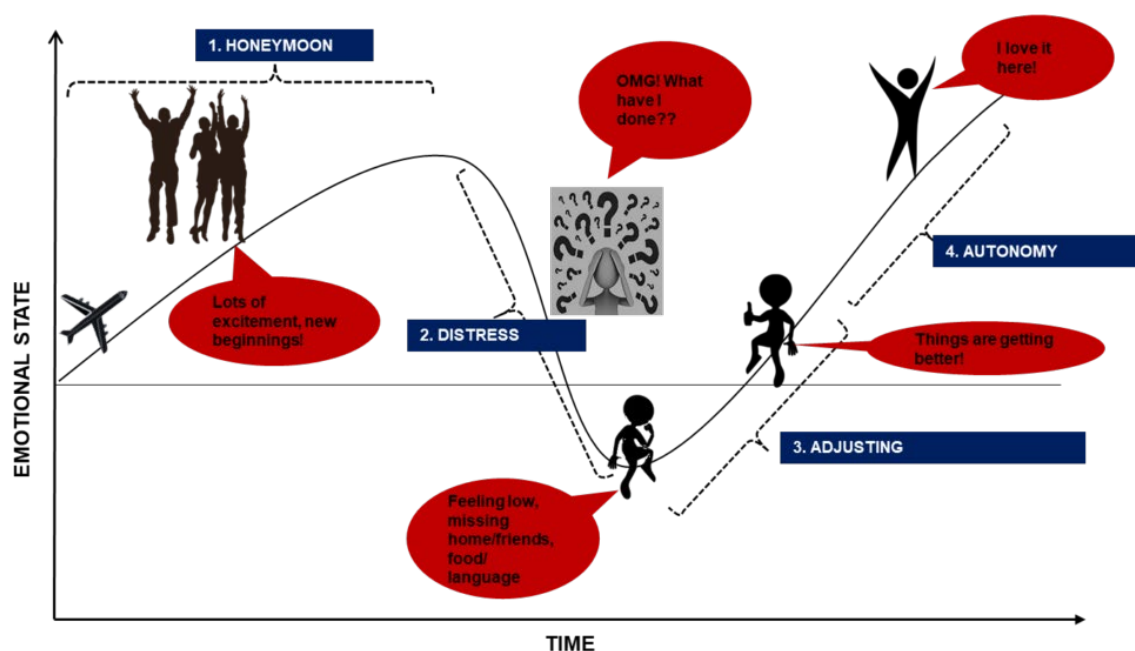 1. HONEYMOON
I love it
here!
OMG! What
have I
done??
4. AUTONOMY
Lots of
excitement, new
beginnings!
2. DISTRESS
Things are getting
better!
3. ADJUSTING
Feeling low,
missing
home/friends,
food/
language
EMOTIONAL STATE
TIME